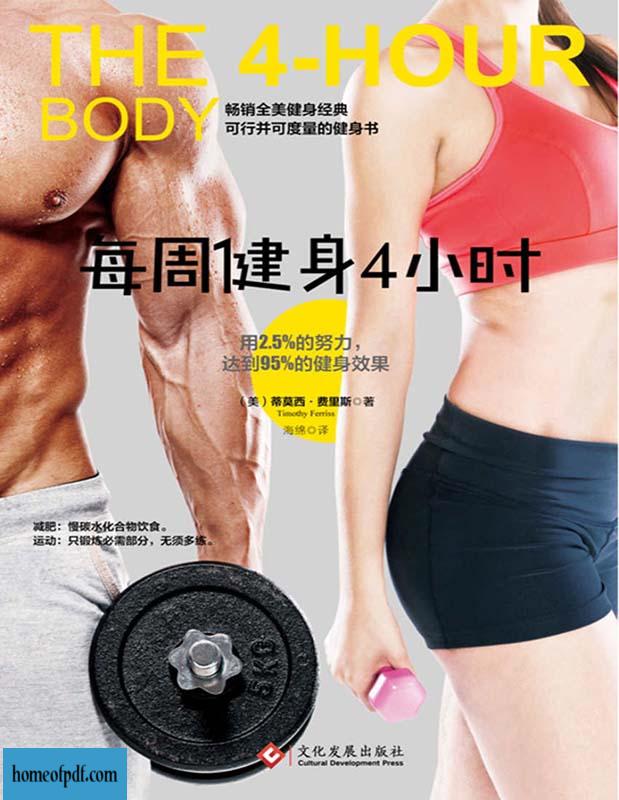 THE 4-HOUR
BODY
畅销全美健身经典
可行并可度量的健身书
每周健身4小时
用2.5%的努力，
达到95%的健身效果
（美）蒂莫西·费里斯◎著
Timothy Ferriss
海绵◎译
减肥：慢碳水化合物饮食。
运动：只锻炼必需部分，无须多练。
5KG
文化发展出版社
Cultural Development Press
homeofpdf.com